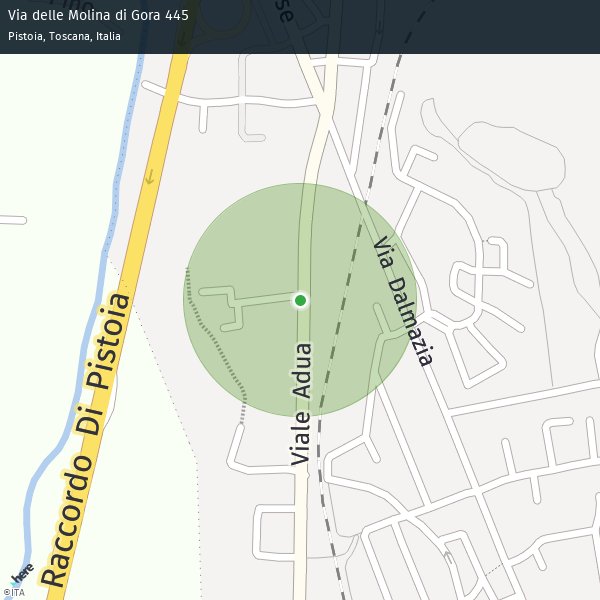 Via delle Molina di Gora 445
Pistoia, Toscana, Italia
Via Dalmazia
Viale Adua
Raccordo Di Pistoia
here
©ITA